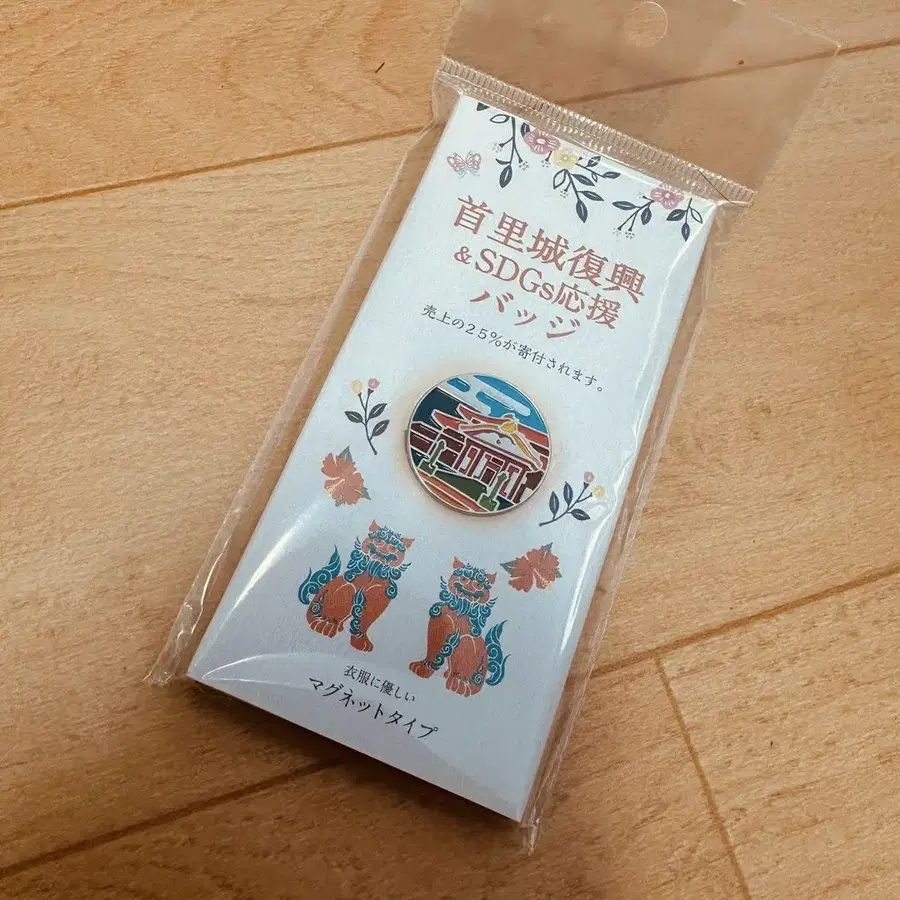 首里城復興
&SDGs応援
バッジ
売上の25%が寄付されます。
衣服に優しい
マグネットタイプ